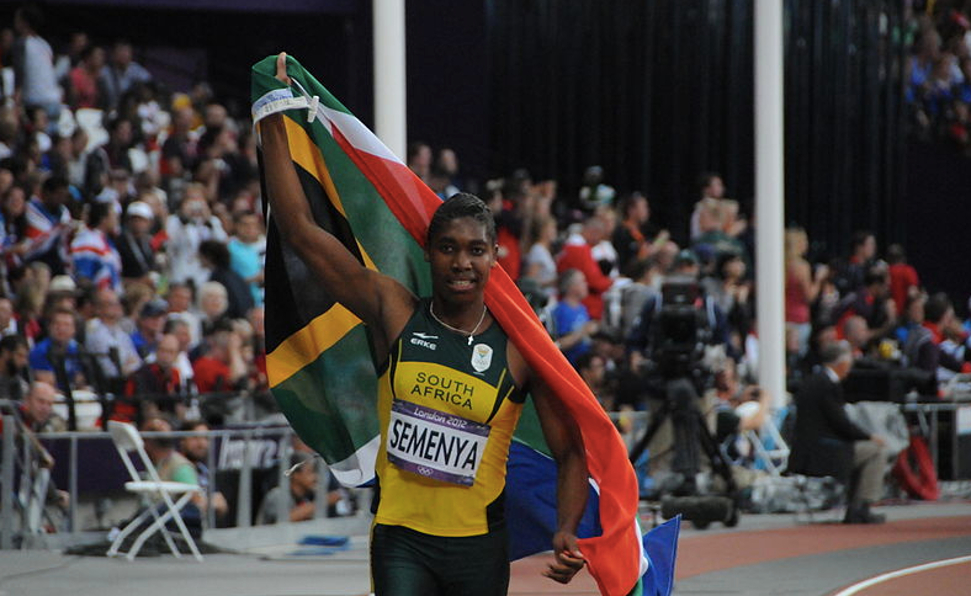 ERKE
SOUTH
AFRICA
London 2012
SEMENYA